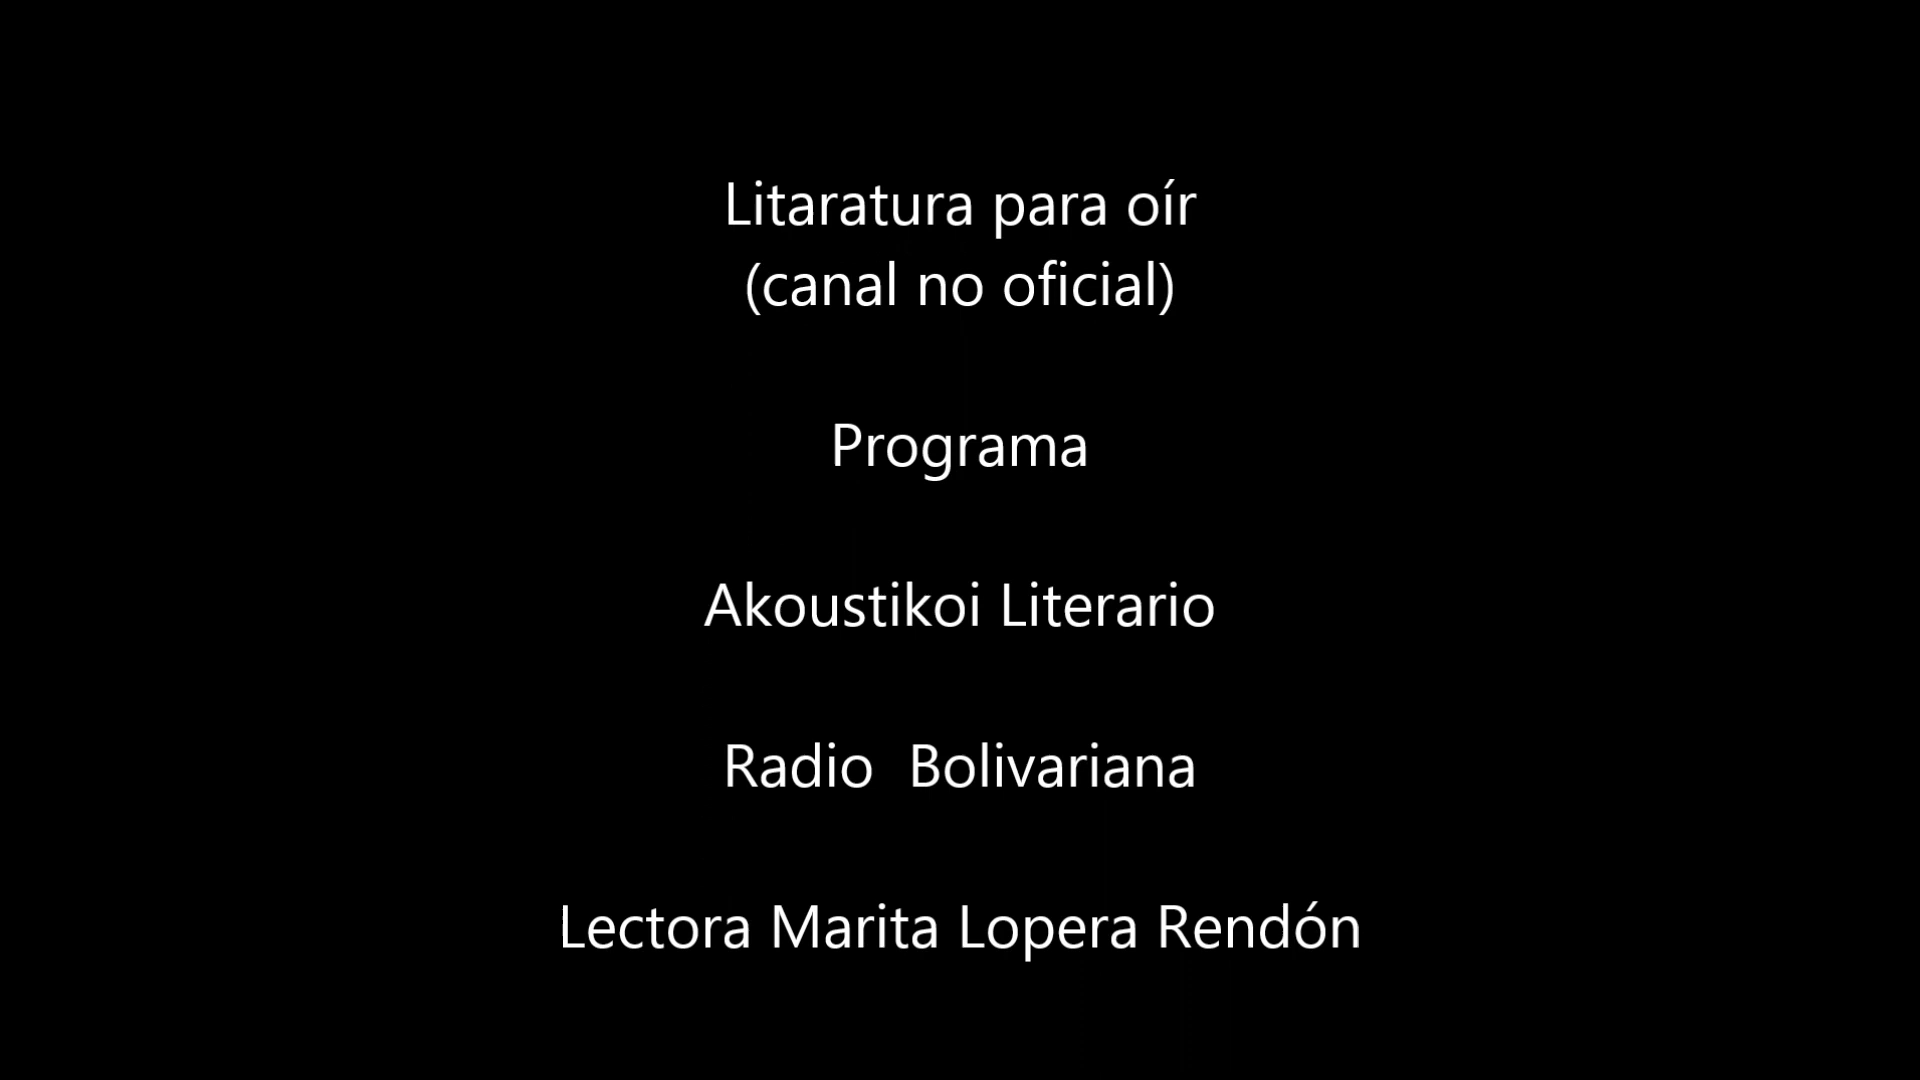 Litaratura para oír
(canal no oficial)
Programa
Akoustikoi Literario
Radio  Bolivariana
Lectora Marita Lopera Rendón